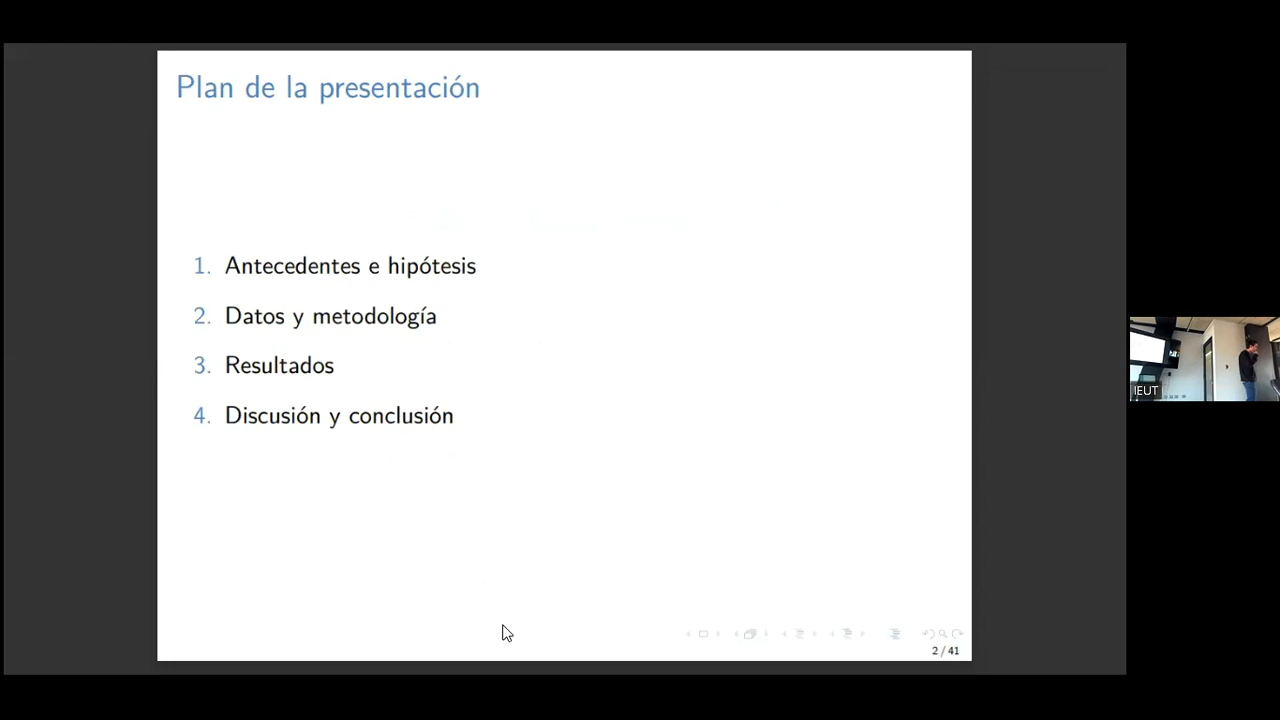 Plan de la presentación
1. Antecedentes e hipótesis
2. Datos y metodología
3. Resultados
4. Discusión y conclusión
2 / 41
IEUT